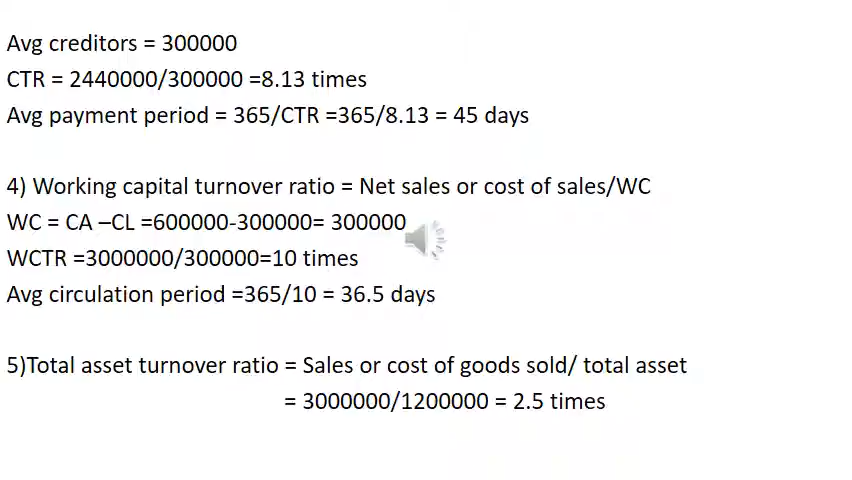 Avg creditors = 300000
CTR = 2440000/300000 =8.13 times
Avg payment period = 365/CTR =365/8.13 = 45 days
4) Working capital turnover ratio = Net sales or cost of sales/WC
WC = CA –CL =600000-300000= 300000
WCTR =3000000/300000=10 times
Avg circulation period =365/10 = 36.5 days
5)Total asset turnover ratio = Sales or cost of goods sold/ total asset
= 3000000/1200000 = 2.5 times